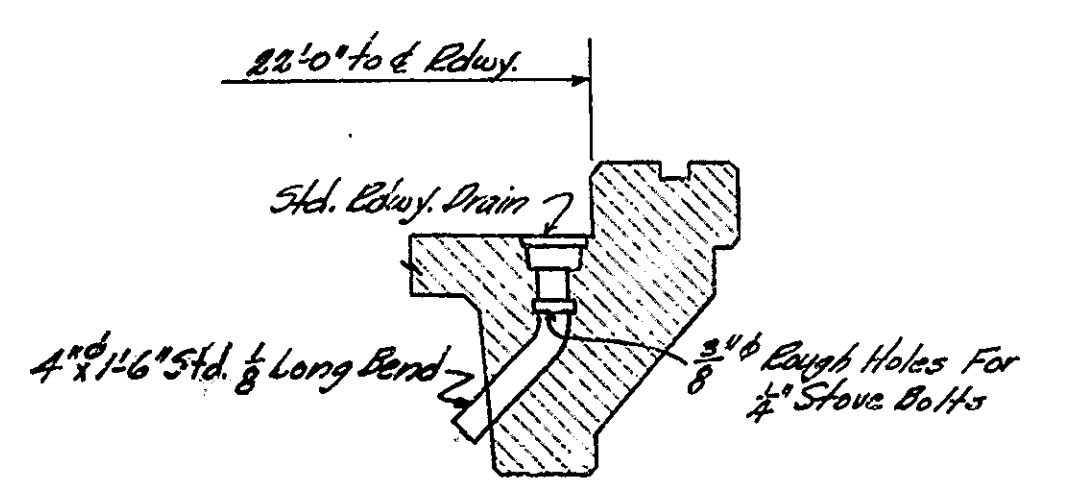 22'-0" to ℄ Rdwy.
Std. Rdwy. Drain
4"ϕ x 1'-6" Std. 1/8 Long Bend
3/8"ϕ Rough Holes For
1/4" Stove Bolts